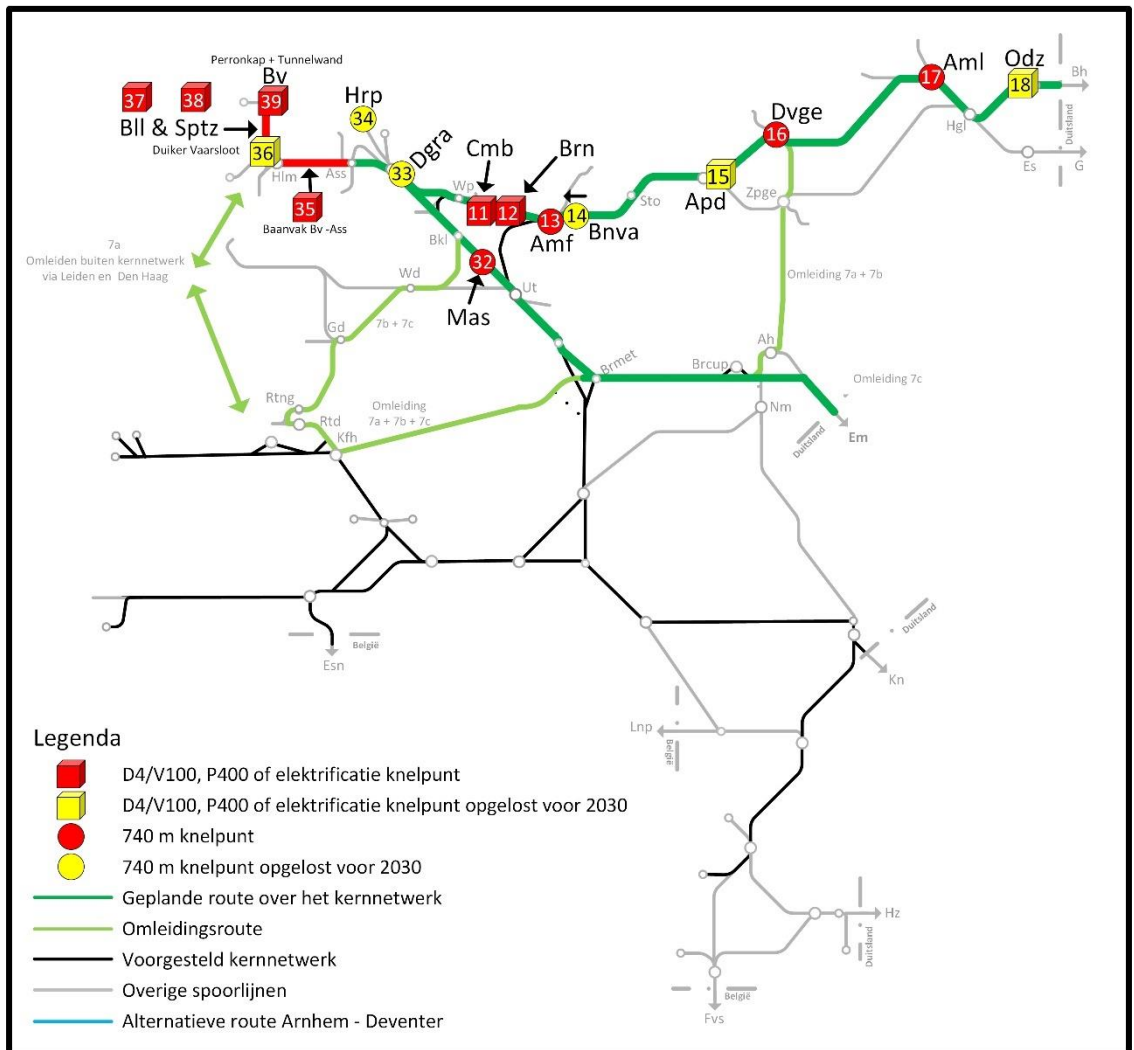 Perronkap + Tunnelwand
Bv
37
38
39
Bll & Sptz
Duiker Vaarsloot
36
Hlm
Ass
35
Baanvak Bv -Ass
Hrp
34
33
Dgra
Wp
Cmb
11
Brn
12
13
Amf
14
Bnva
Sto
15
Apd
Dvge
16
Zpge
17
Aml
Hgl
Odz
18
Bh
Duitsland
Es
G
7a
Omleiden buiten kernnetwerk
via Leiden en Den Haag
Bkl
32
Mas
Ut
Wd
7b + 7c
Gd
Omleiding 7a + 7b
Rtng
Rtd
Kfh
Omleiding
7a + 7b + 7c
Brmet
Brcup
Ah
Nm
Omleiding 7c
Duitsland
Em
België
Esn
Duitsland
Kn
Lnp
België
Hz
Duitsland
België
Fvs
Legenda
D4/V100, P400 of elektrificatie knelpunt
D4/V100, P400 of elektrificatie knelpunt opgelost voor 2030
740 m knelpunt
740 m knelpunt opgelost voor 2030
Geplande route over het kernnetwerk
Omleidingsroute
Voorgesteld kernnetwerk
Overige spoorlijnen
Alternatieve route Arnhem - Deventer